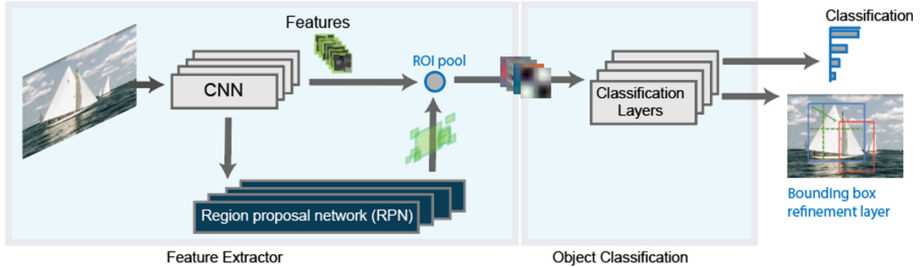 Features
Classification
ROI pool
CNN
Classification
Layers
Region proposal network (RPN)
Bounding box
refinement layer
Feature Extractor
Object Classification